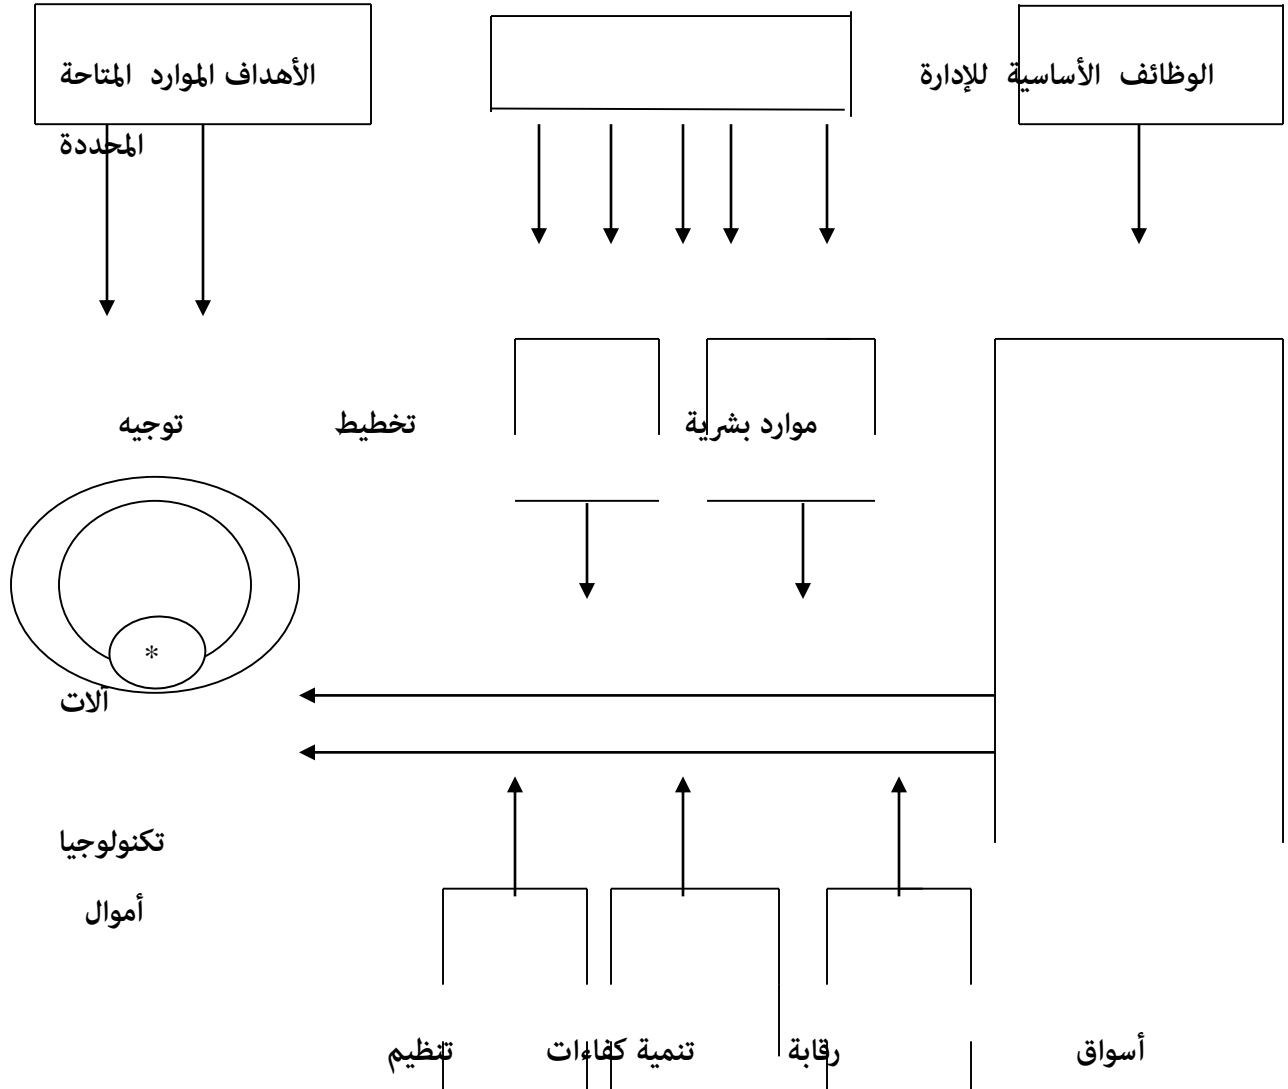 الوظائف الأساسية للإدارة الأهداف الموارد المتاحة
المحددة
موارد بشرية تخطيط توجيه
*
آلات
تكنولوجيا
أموال
أسواق رقابة تنمية كفاءات تنظيم